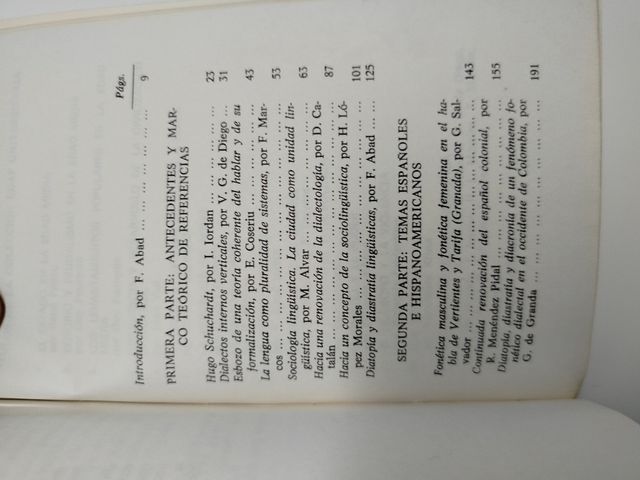 Págs.
Introducción, por F. Abad ... ... ... ... ... ... ... 9
PRIMERA PARTE: ANTECEDENTES Y MAR-
CO TEÓRICO DE REFERENCIAS
Hugo Schuchardt, por I. Iordan ... ... ... ... ... 23
Dialectos internos verticales, por V. G. de Diego ... 31
Esbozo de una teoría coherente del hablar y de su
formalización, por E. Coseriu ... ... ... ... ... 43
La lengua como pluralidad de sistemas, por F. Mar-
cos ... ... ... ... ... ... ... ... ... ... ... 53
Sociología lingüística. La ciudad como unidad lin-
güística, por M. Alvar ... ... ... ... ... ... 63
Hacia una renovación de la dialectología, por D. Ca-
talán ... ... ... ... ... ... ... ... ... ... 87
Hacia un concepto de la sociolingüística, por H. Ló-
pez Morales ... ... ... ... ... ... ... ... 101
Diatopía y diastratía lingüísticas, por F. Abad ... ... 125
SEGUNDA PARTE: TEMAS ESPAÑOLES
E HISPANOAMERICANOS
Fonética masculina y fonética femenina en el ha-
bla de Vertientes y Tarifa (Granada), por G. Sal-
vador ... ... ... ... ... ... ... ... ... ... 143
Continuada renovación del español colonial, por
R. Menéndez Pidal ... ... ... ... ... ... ... 155
Diatopía, diastratía y diacronía de un fenómeno fo-
nético dialectal en el occidente de Colombia, por
G. de Granda ... ... ... ... ... ... ... ... 191